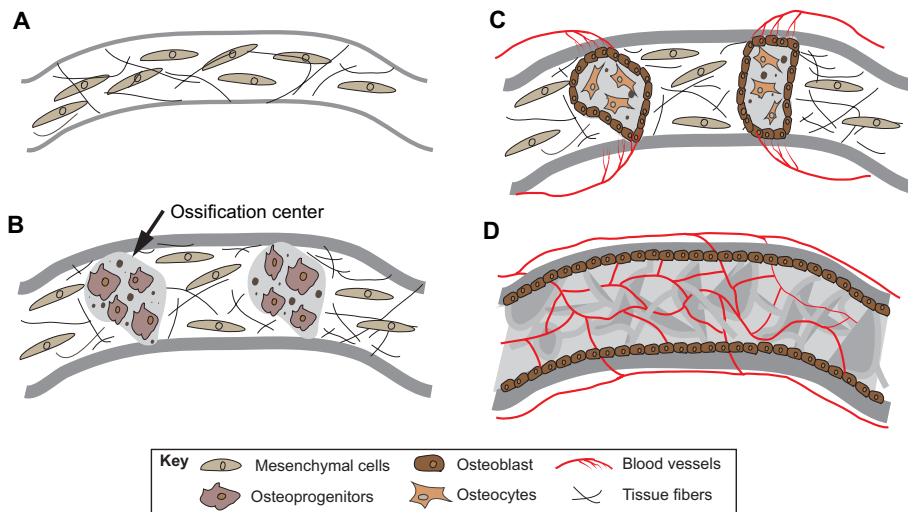 A
C
Ossification center
B
D
Key
Mesenchymal cells
Osteoblast
Blood vessels
Osteoprogenitors
Osteocytes
Tissue fibers